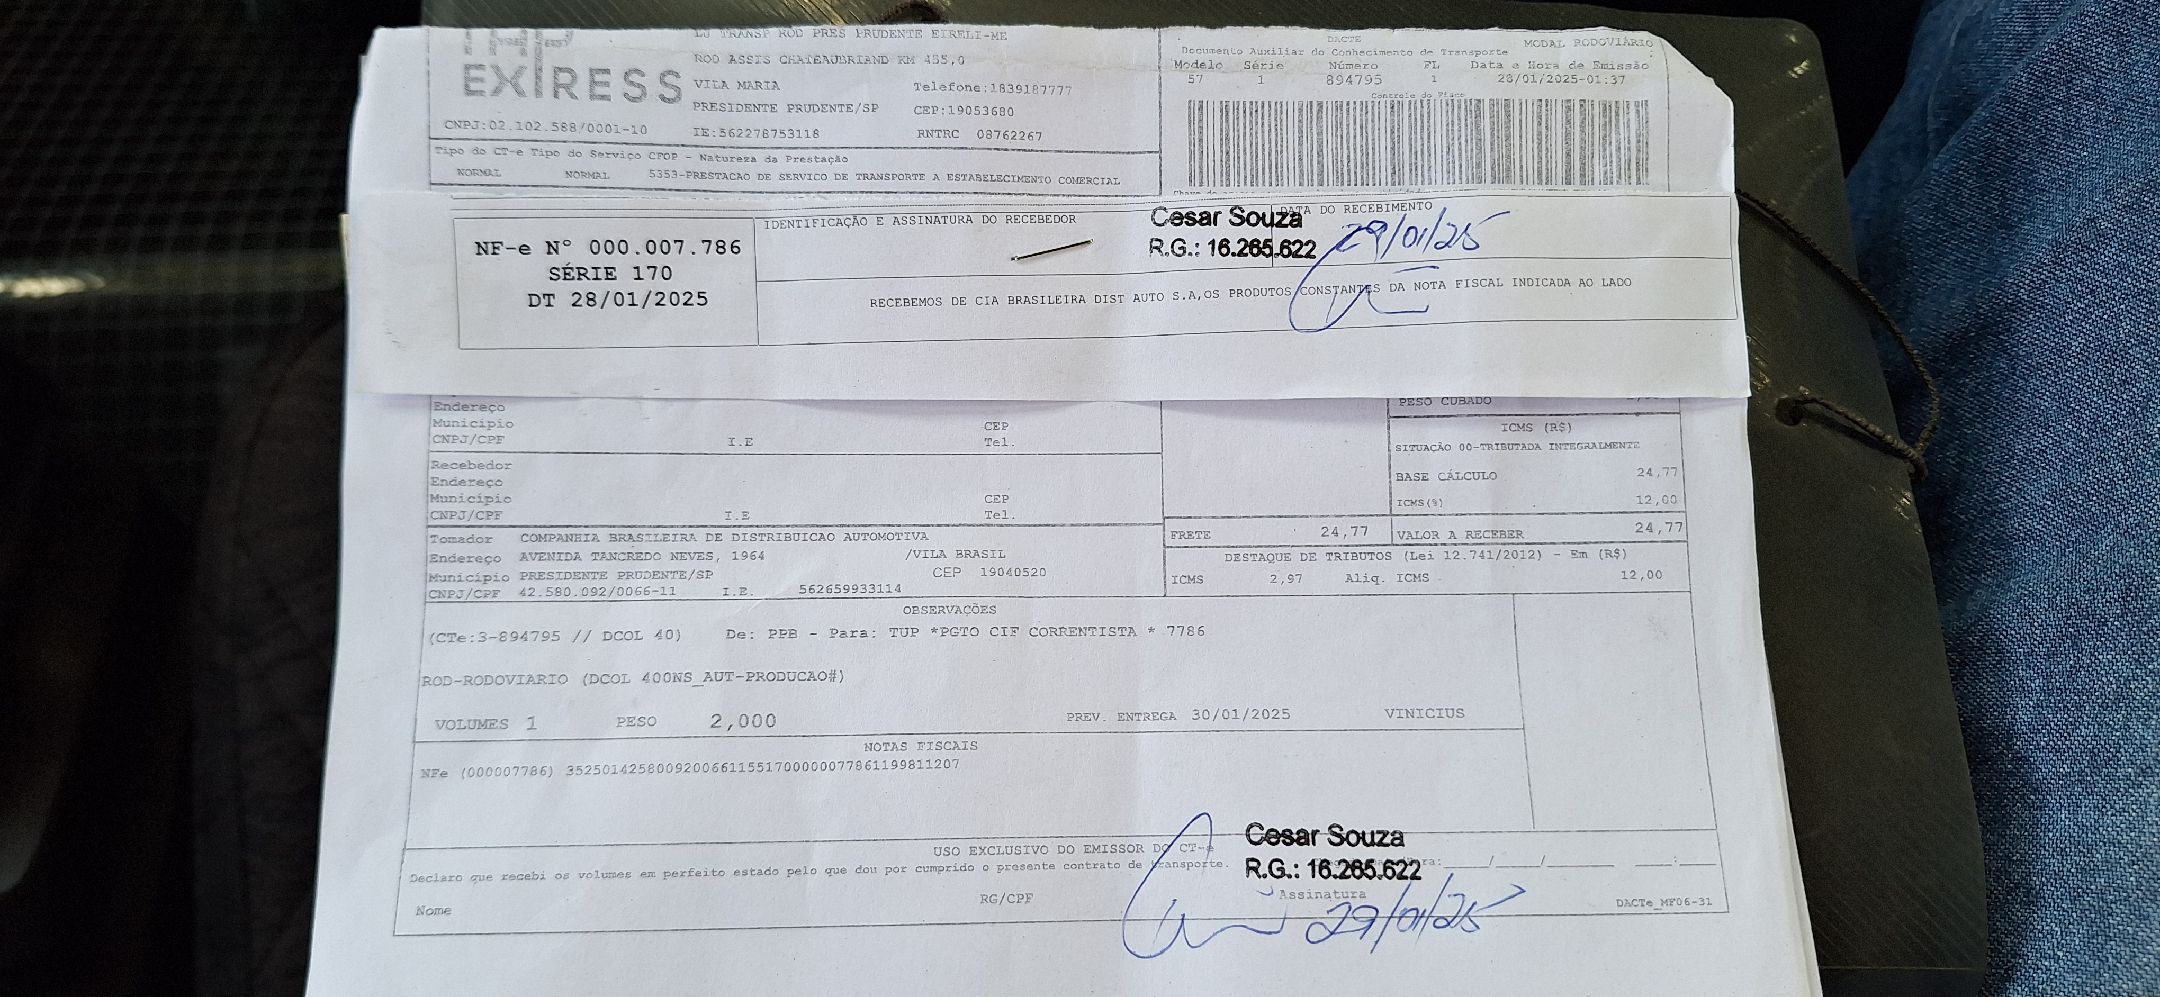 EXPRESS
LJ TRANSP ROD PRES PRUDENTE EIRELI-ME
ROD ASSIS CHATEAUBRIAND KM 455,0
VILA MARIA Telefone:1839187777
PRESIDENTE PRUDENTE/SP CEP:19053680
CNPJ:02.102.588/0001-10 IE:562278753118 RNTRC 08762267
DACTE
Documento Auxiliar do Conhecimento de Transporte MODAL RODOVIÁRIO
Modelo Série Número FL Data e Hora de Emissão
57 1 894795 1 28/01/2025-01:37
Controle do Fisco
Tipo do CT-e Tipo do Serviço CFOP - Natureza da Prestação
NORMAL NORMAL 5353-PRESTACAO DE SERVICO DE TRANSPORTE A ESTABELECIMENTO COMERCIAL
NF-e N° 000.007.786
SÉRIE 170
DT 28/01/2025
IDENTIFICAÇÃO E ASSINATURA DO RECEBEDOR
DATA DO RECEBIMENTO
Cesar Souza
R.G.: 16.265.622 29/01/25
RECEBEMOS DE CIA BRASILEIRA DIST AUTO S.A,OS PRODUTOS CONSTANTES DA NOTA FISCAL INDICADA AO LADO
Endereço
Município CEP
CNPJ/CPF I.E Tel.
Recebedor
Endereço
Município CEP
CNPJ/CPF I.E Tel.
PESO CUBADO
ICMS (R$)
SITUAÇÃO 00-TRIBUTADA INTEGRALMENTE
BASE CÁLCULO 24,77
ICMS(%) 12,00
FRETE 24,77 VALOR A RECEBER 24,77
Tomador COMPANHIA BRASILEIRA DE DISTRIBUICAO AUTOMOTIVA
Endereço AVENIDA TANCREDO NEVES, 1964 /VILA BRASIL
Município PRESIDENTE PRUDENTE/SP CEP 19040520
CNPJ/CPF 42.580.092/0066-11 I.E. 562659933114
DESTAQUE DE TRIBUTOS (Lei 12.741/2012) - Em (R$)
ICMS 2,97 Aliq. ICMS - 12,00
OBSERVAÇÕES
(CTe:3-894795 // DCOL 40) De: PPB - Para: TUP *PGTO CIF CORRENTISTA * 7786
ROD-RODOVIARIO (DCOL 400NS_AUT-PRODUCAO#)
VOLUMES 1 PESO 2,000 PREV. ENTREGA 30/01/2025 VINICIUS
NOTAS FISCAIS
NFe (000007786) 35250142580092006611551700000077861199811207
USO EXCLUSIVO DO EMISSOR DO CT-e
Declaro que recebi os volumes em perfeito estado pelo que dou por cumprido o presente contrato de transporte.
Cesar Souza
R.G.: 16.265.622
Nome RG/CPF Assinatura
29/01/25
DACTe_MF06-31